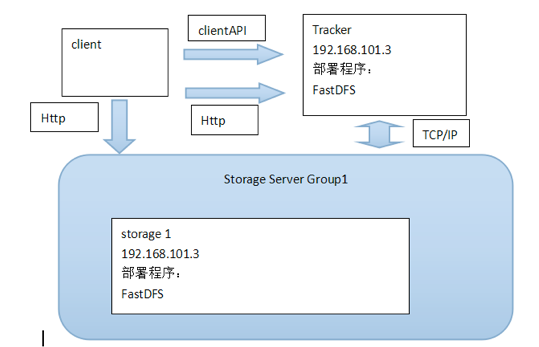 client
clientAPI
Tracker
192.168.101.3
部署程序：
FastDFS
Http
Http
TCP/IP
Storage Server Group1
storage 1
192.168.101.3
部署程序：
FastDFS